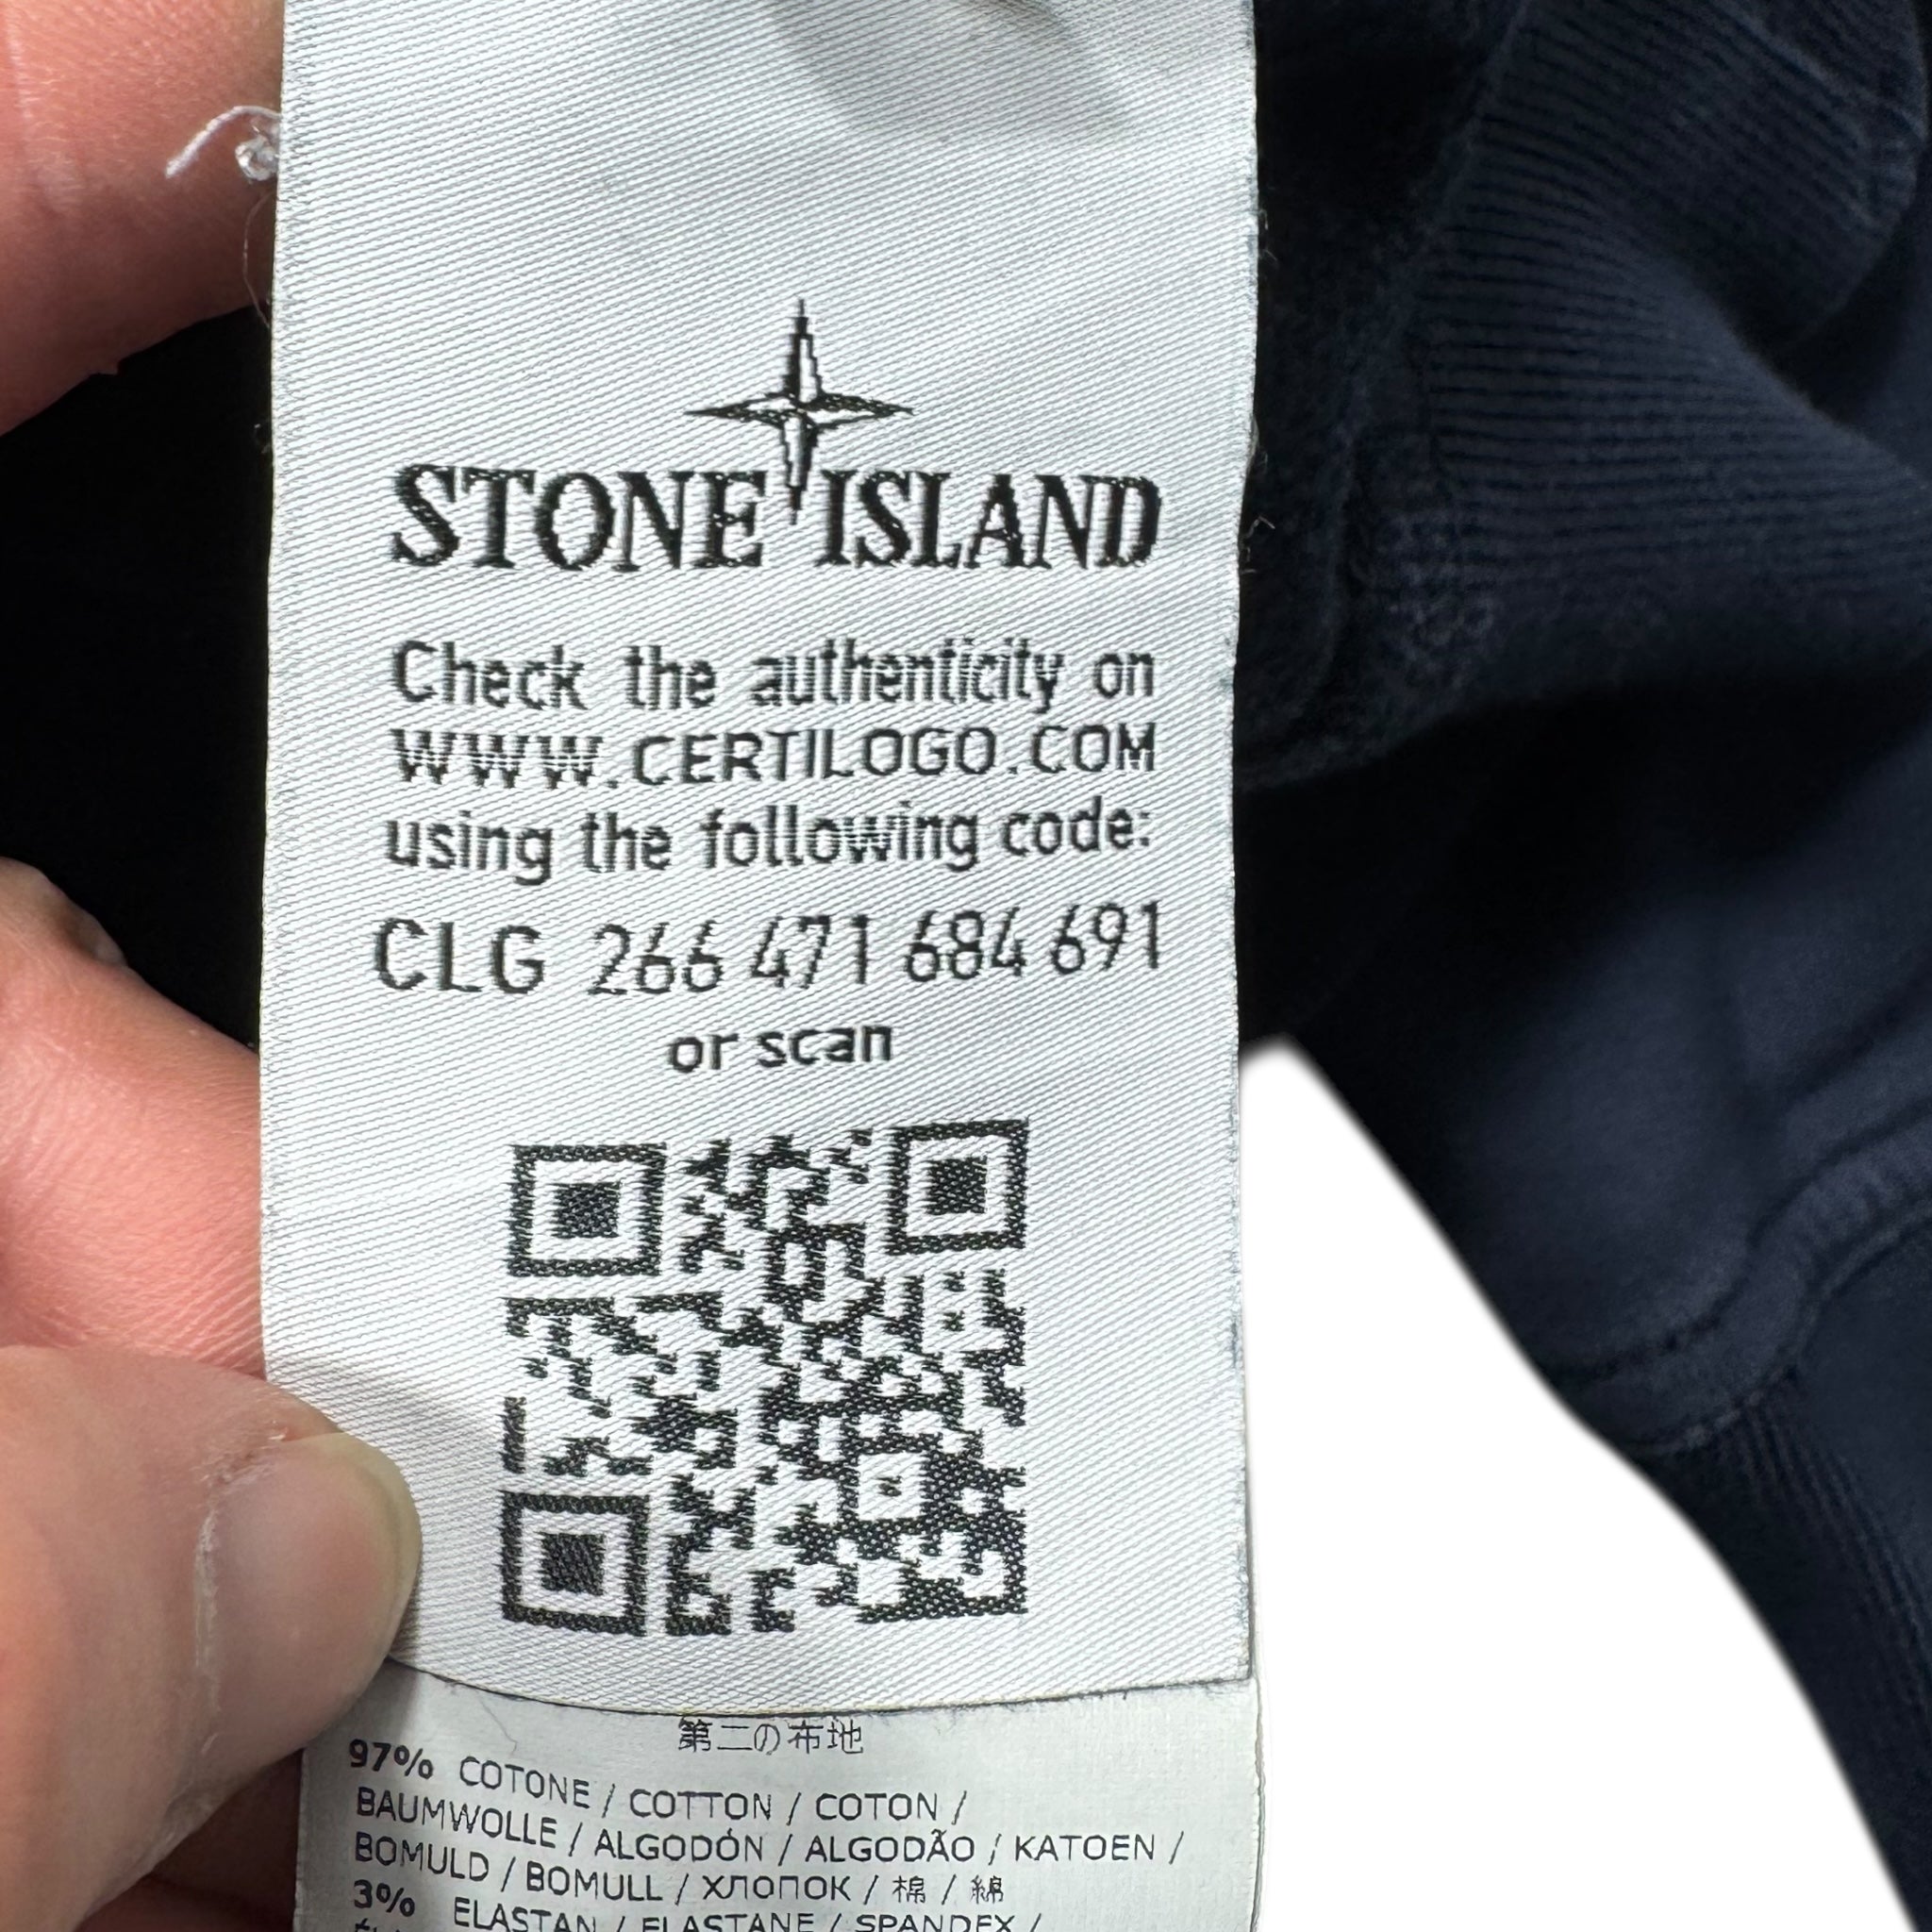 STONE ISLAND
Check the authenticity on
WWW.CERTILOGO.COM
using the following code:
CLG 266 471 684 691
or scan
第二の布地
97% COTONE / COTTON / COTON /
BAUMWOLLE / ALGODÓN / ALGODÃO / KATOEN /
BOMULD / BOMULL / ХЛОПОК / 棉 / 綿
3% ELASTAN / ELASTANE / SPANDEX /